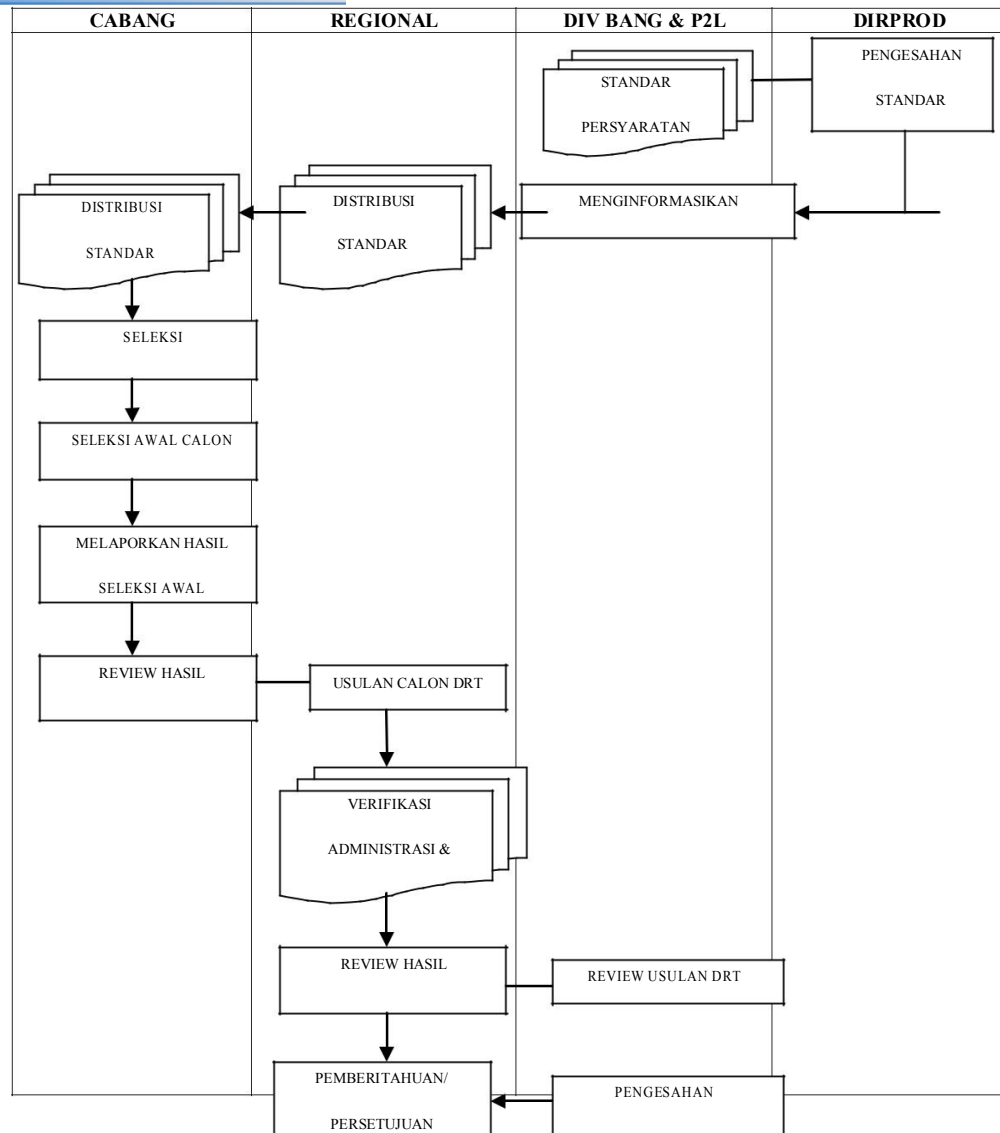 CABANG
REGIONAL
DIV BANG & P2L
DIRPROD
STANDAR
PERSYARATAN
PENGESAHAN
STANDAR
DISTRIBUSI
STANDAR
DISTRIBUSI
STANDAR
MENGINFORMASIKAN
SELEKSI
SELEKSI AWAL CALON
MELAPORKAN HASIL
SELEKSI AWAL
REVIEW HASIL
USULAN CALON DRT
VERIFIKASI
ADMINISTRASI &
REVIEW HASIL
REVIEW USULAN DRT
PEMBERITAHUAN/
PERSETUJUAN
PENGESAHAN